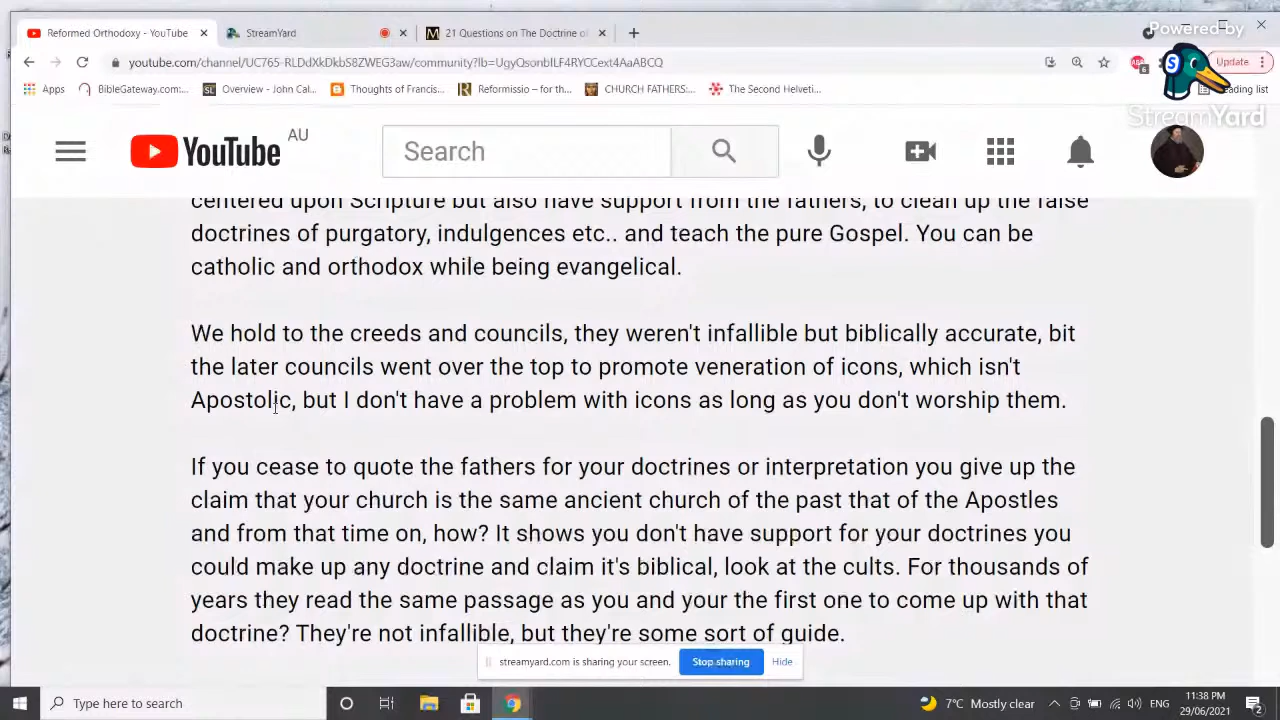 Powered by
Reformed Orthodoxy - YouTube
StreamYard
21 Questions on The Doctrine of
youtube.com/channel/UC765-RLDdXkDkbS8ZWEG3aw/community?lb=UgyQsonbILF4RYCCext4AaABCQ
6
Update
Apps
BibleGateway.com:...
Overview - John Cal...
Thoughts of Francis...
Reformissio – for th...
CHURCH FATHERS:...
The Second Helveti...
Reading list
StreamYard
YouTube
AU
Search
centered upon Scripture but also have support from the fathers, to clean up the false
doctrines of purgatory, indulgences etc.. and teach the pure Gospel. You can be
catholic and orthodox while being evangelical.
We hold to the creeds and councils, they weren't infallible but biblically accurate, bit
the later councils went over the top to promote veneration of icons, which isn't
Apostolic, but I don't have a problem with icons as long as you don't worship them.
If you cease to quote the fathers for your doctrines or interpretation you give up the
claim that your church is the same ancient church of the past that of the Apostles
and from that time on, how? It shows you don't have support for your doctrines you
could make up any doctrine and claim it's biblical, look at the cults. For thousands of
years they read the same passage as you and your the first one to come up with that
doctrine? They're not infallible, but they're some sort of guide.
streamyard.com is sharing your screen.
Stop sharing
Hide
Type here to search
7°C Mostly clear
ENG
11:38 PM
29/06/2021
2